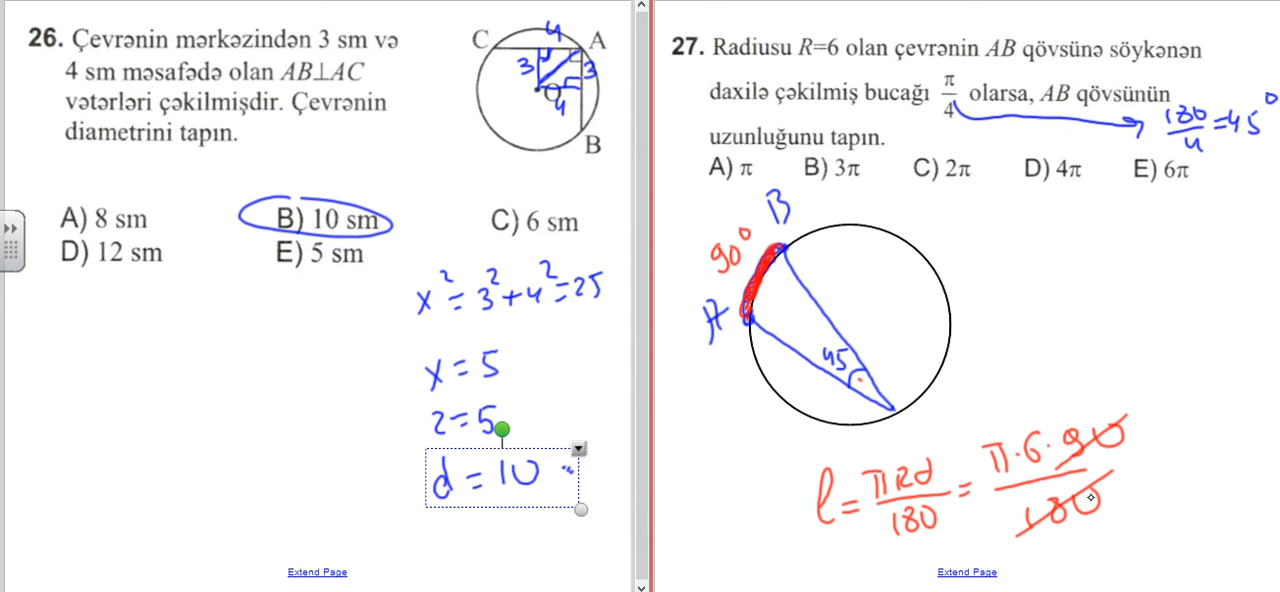 26. Çevrənin mərkəzindən 3 sm və
4 sm məsafədə olan AB⊥AC
vətərləri çəkilmişdir. Çevrənin
diametrini tapın.
C
4
A
3
3
O
4
B
A) 8 sm
B) 10 sm
C) 6 sm
D) 12 sm
E) 5 sm
x² = 3² + 4² = 25
x = 5
r = 5
d = 10
Extend Page
27. Radiusu R=6 olan çevrənin AB qövsünə söykənən
daxilə çəkilmiş bucağı π/4 olarsa, AB qövsünün
uzunluğunu tapın.
180/4 = 45°
A) π
B) 3π
C) 2π
D) 4π
E) 6π
B
90°
A
45
l = πRα/180 = π·6·90/180
Extend Page